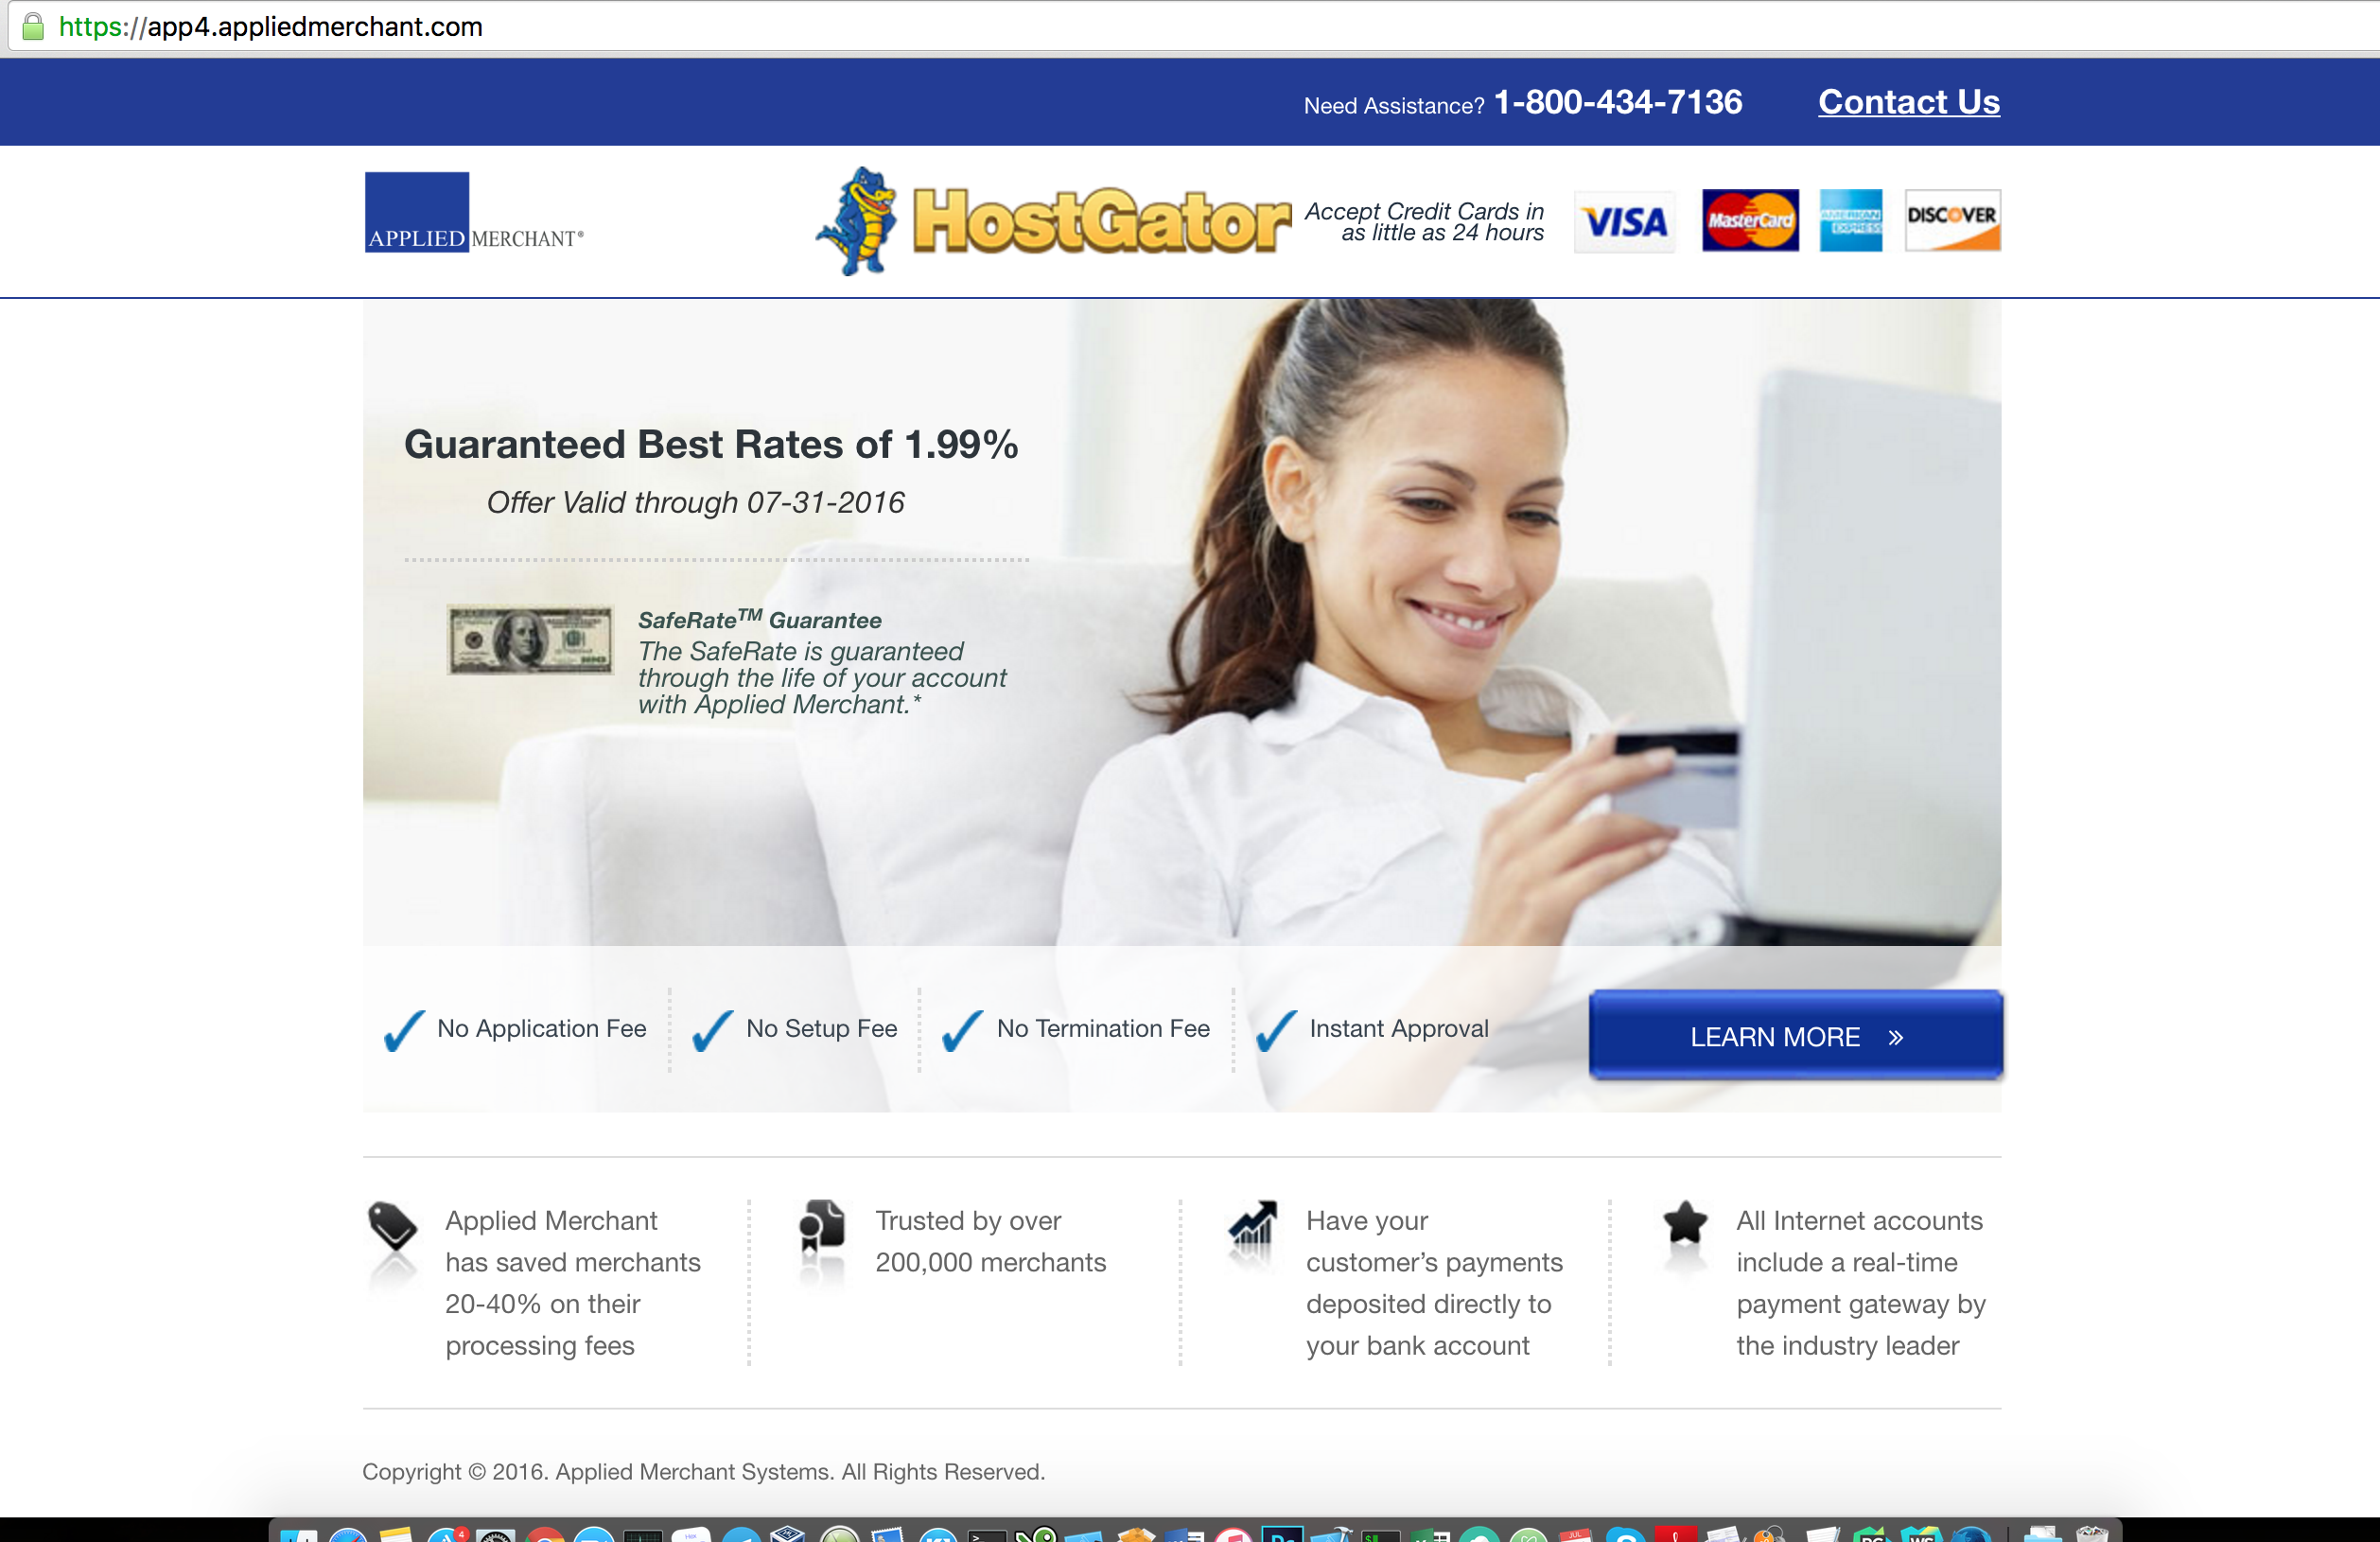 https://app4.appliedmerchant.com
Need Assistance? 1-800-434-7136 Contact Us
APPLIED MERCHANT®
HostGator
Accept Credit Cards in
as little as 24 hours
VISA MasterCard AMERICAN EXPRESS DISCOVER
Guaranteed Best Rates of 1.99%
Offer Valid through 07-31-2016
SafeRate™ Guarantee
The SafeRate is guaranteed
through the life of your account
with Applied Merchant.*
No Application Fee
No Setup Fee
No Termination Fee
Instant Approval
LEARN MORE »
Applied Merchant
has saved merchants
20-40% on their
processing fees
Trusted by over
200,000 merchants
Have your
customer’s payments
deposited directly to
your bank account
All Internet accounts
include a real-time
payment gateway by
the industry leader
Copyright © 2016. Applied Merchant Systems. All Rights Reserved.
4
JUL